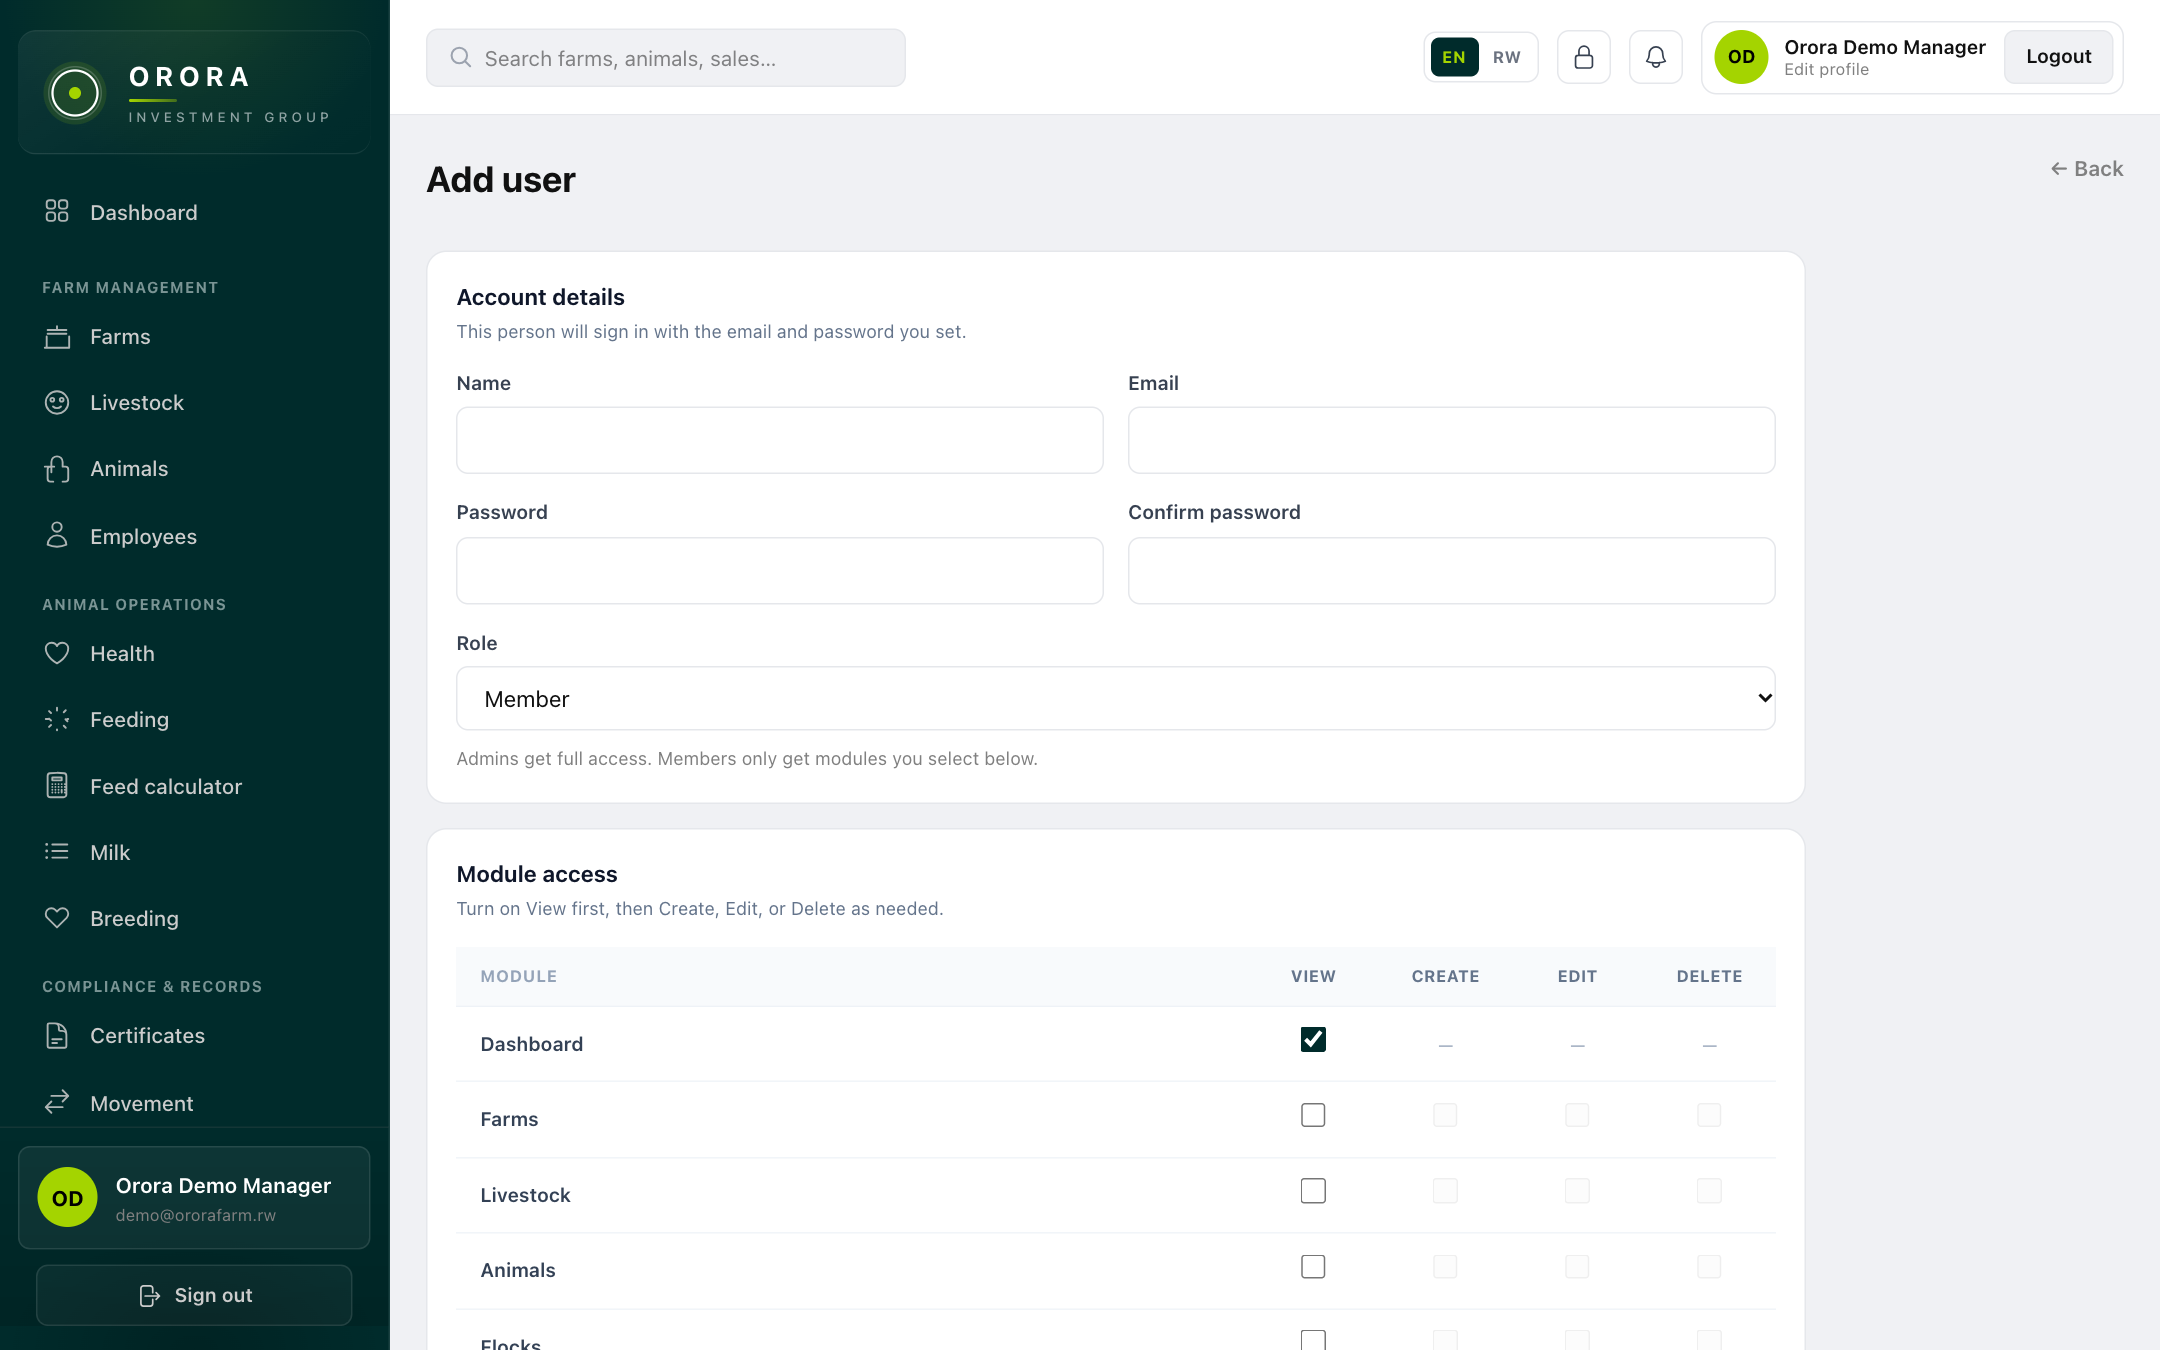 ORORA
INVESTMENT GROUP
Dashboard
FARM MANAGEMENT
Farms
Livestock
Animals
Employees
ANIMAL OPERATIONS
Health
Feeding
Feed calculator
Milk
Breeding
COMPLIANCE & RECORDS
Certificates
Movement
OD
Orora Demo Manager
demo@ororafarm.rw
Sign out
Search farms, animals, sales...
EN RW
OD
Orora Demo Manager
Edit profile
Logout
Add user
← Back
Account details
This person will sign in with the email and password you set.
Name
Email
Password
Confirm password
Role
Member
Admins get full access. Members only get modules you select below.
Module access
Turn on View first, then Create, Edit, or Delete as needed.
MODULE VIEW CREATE EDIT DELETE
Dashboard — — —
Farms
Livestock
Animals
Flocks